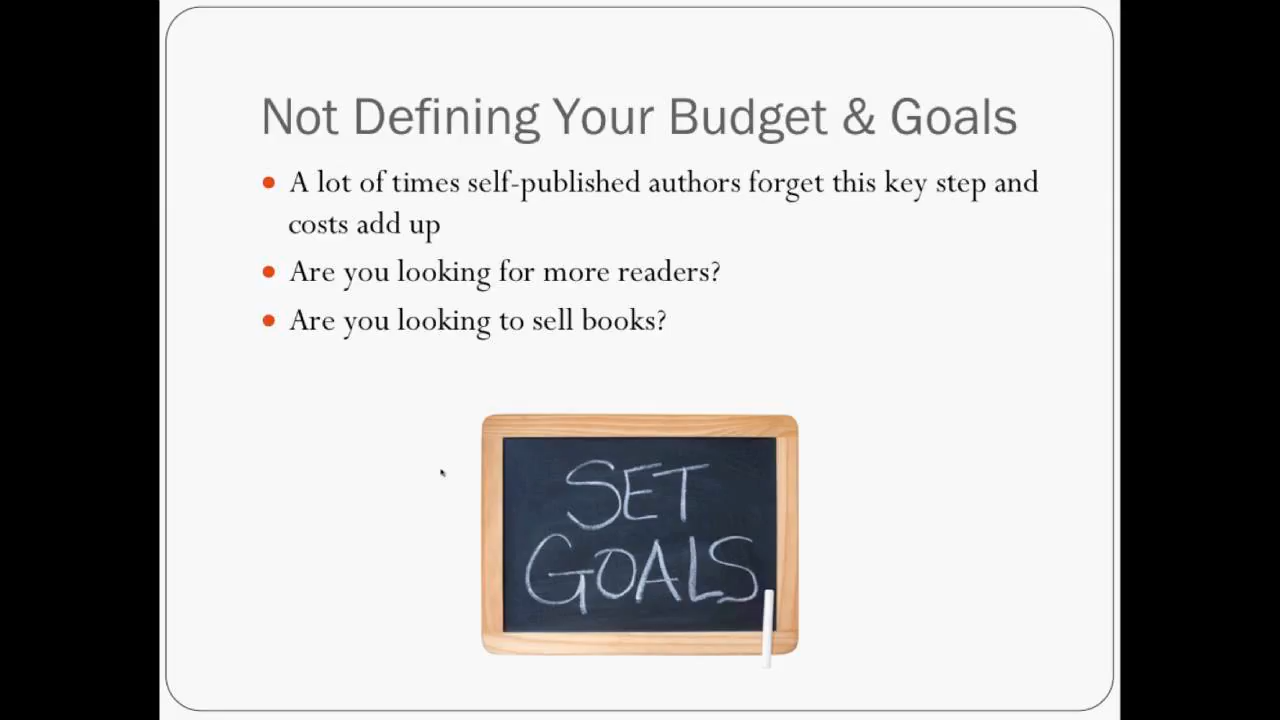 Not Defining Your Budget & Goals
A lot of times self-published authors forget this key step and
costs add up
Are you looking for more readers?
Are you looking to sell books?
SET
GOALS